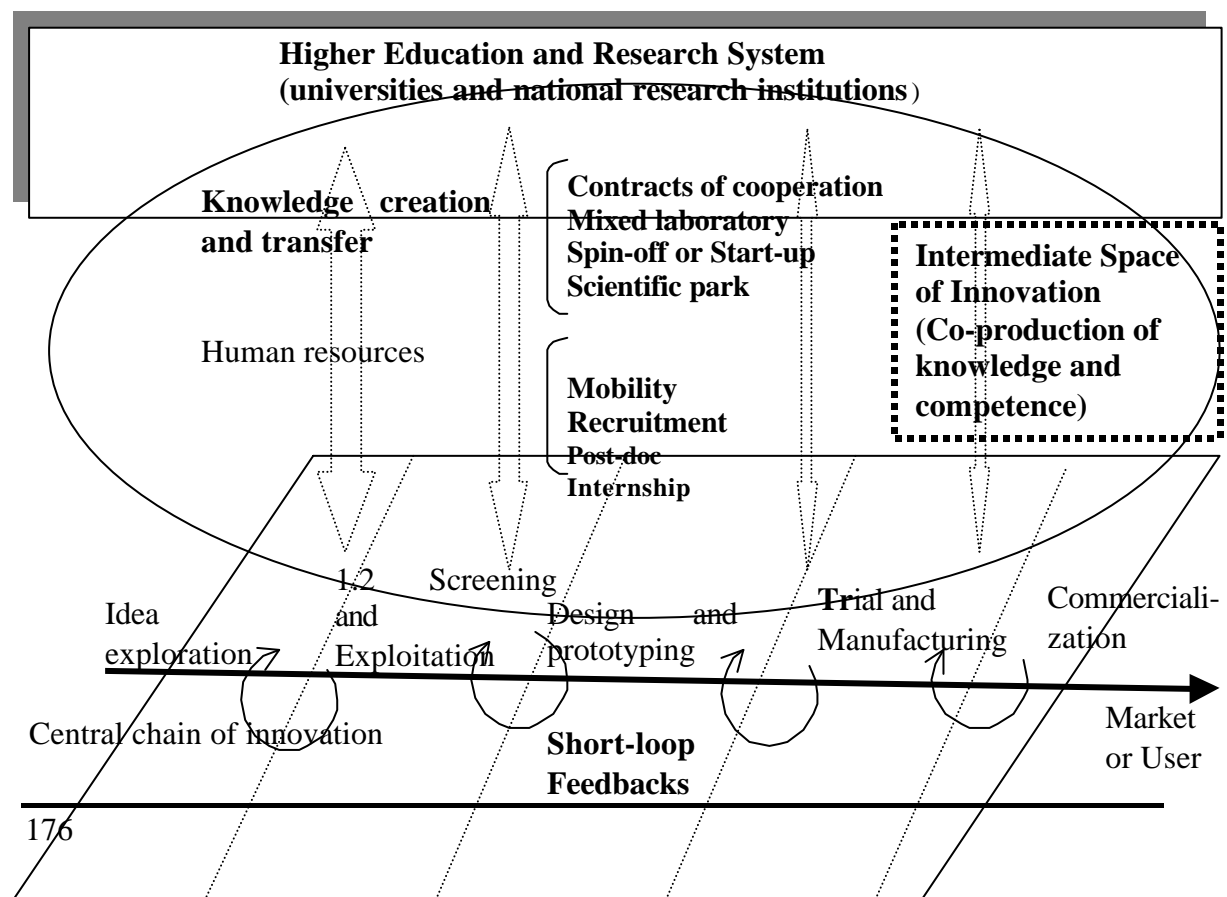 Higher Education and Research System
(universities and national research institutions)
Knowledge creation
and transfer
Contracts of cooperation
Mixed laboratory
Spin-off or Start-up
Scientific park
Intermediate Space
of Innovation
(Co-production of
knowledge and
competence)
Human resources
Mobility
Recruitment
Post-doc
Internship
Idea
exploration
1.2 Screening
and
Exploitation
Design and
prototyping
Trial and
Manufacturing
Commerciali-
zation
Central chain of innovation
Short-loop
Feedbacks
Market
or User
176